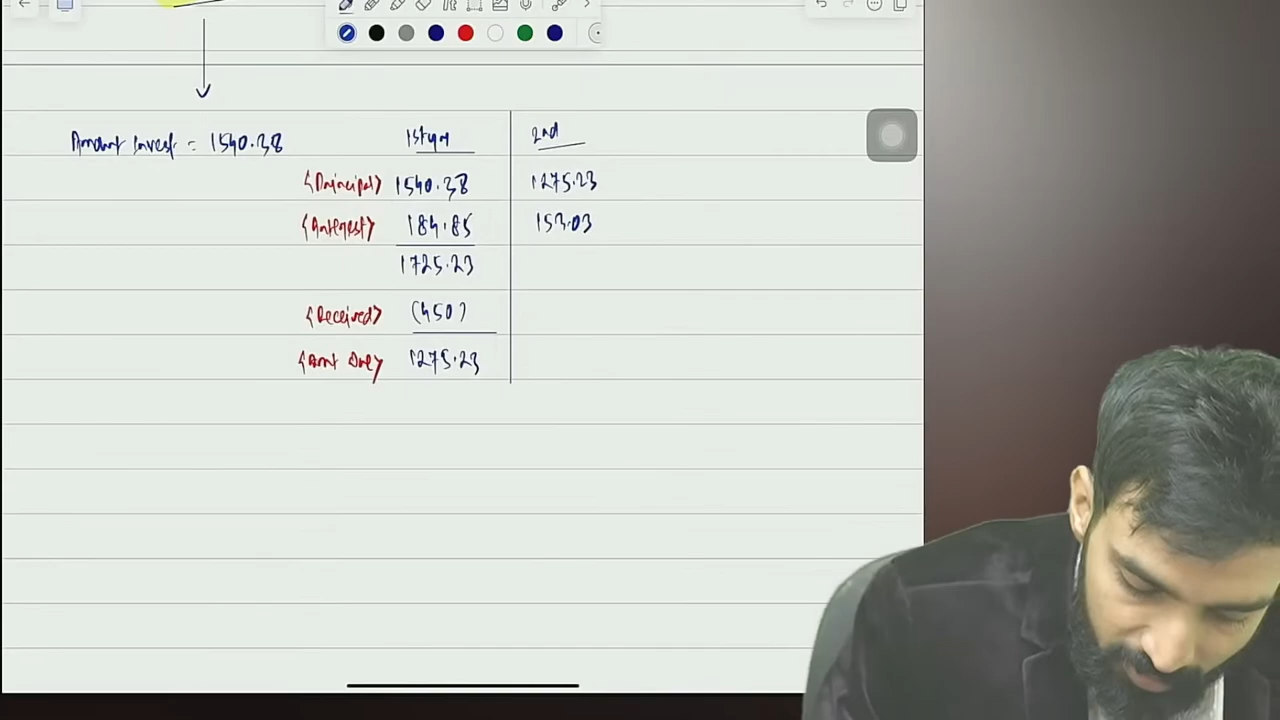 Amount Invest = 1540.38
1st yr 2nd
{Principal} 1540.38 1275.23
{Interest} 184.85 153.03
1725.23
{Received} (450)
{Amt Due} 1275.23